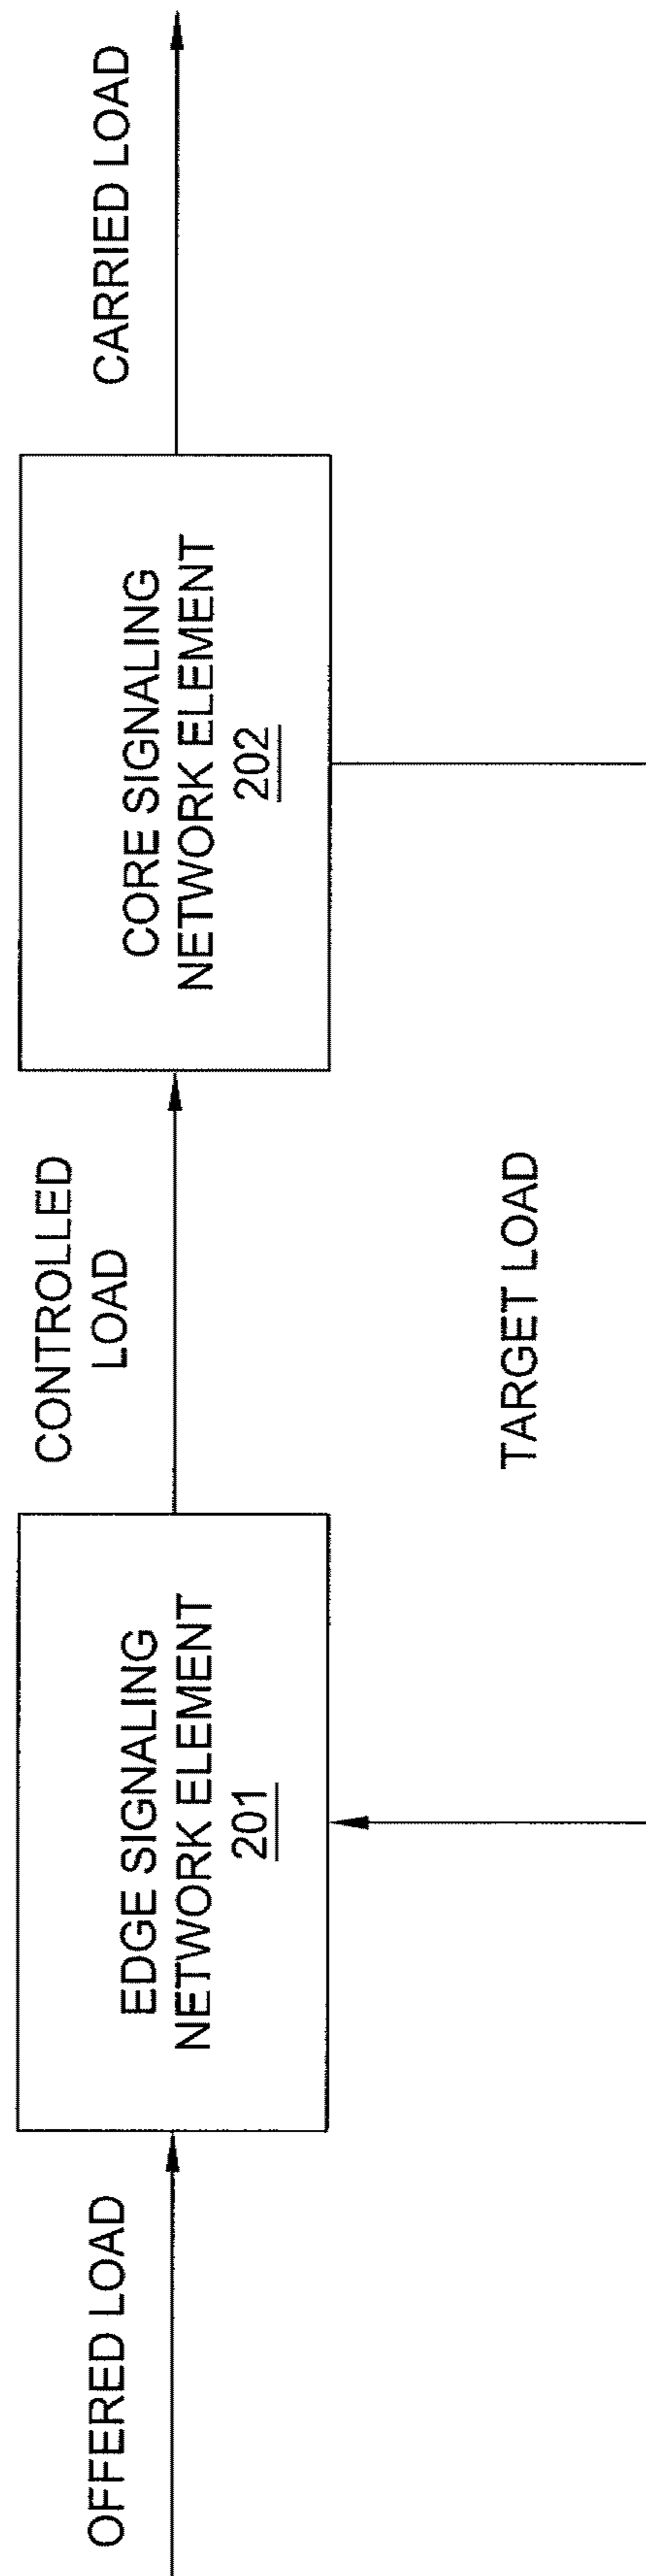 OFFERED LOAD
EDGE SIGNALING
NETWORK ELEMENT
201
CONTROLLED
LOAD
TARGET LOAD
CORE SIGNALING
NETWORK ELEMENT
202
CARRIED LOAD